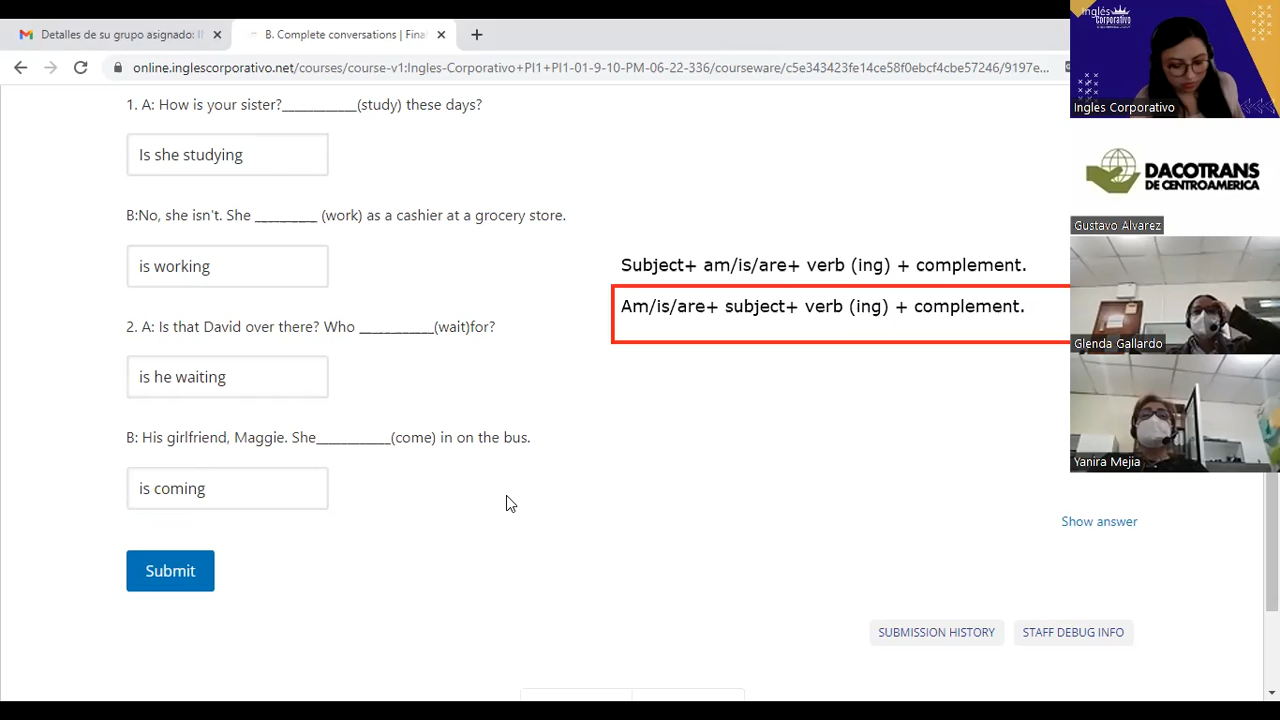 Detalles de su grupo asignado: I
B. Complete conversations | Fina
online.inglescorporativo.net/courses/course-v1:Ingles-Corporativo+PI1+PI1-01-9-10-PM-06-22-336/courseware/c5e343423fe14ce58f0ebcf4cbe57246/9197e...
Inglés
Corporativo
Ingles Corporativo
1. A: How is your sister?___________(study) these days?
Is she studying
B:No, she isn't. She _________ (work) as a cashier at a grocery store.
is working
2. A: Is that David over there? Who ___________(wait)for?
is he waiting
B: His girlfriend, Maggie. She___________(come) in on the bus.
is coming
Submit
Subject+ am/is/are+ verb (ing) + complement.
Am/is/are+ subject+ verb (ing) + complement.
Show answer
SUBMISSION HISTORY
STAFF DEBUG INFO
DACOTRANS
DE CENTROAMERICA
Gustavo Alvarez
Glenda Gallardo
Yanira Mejia